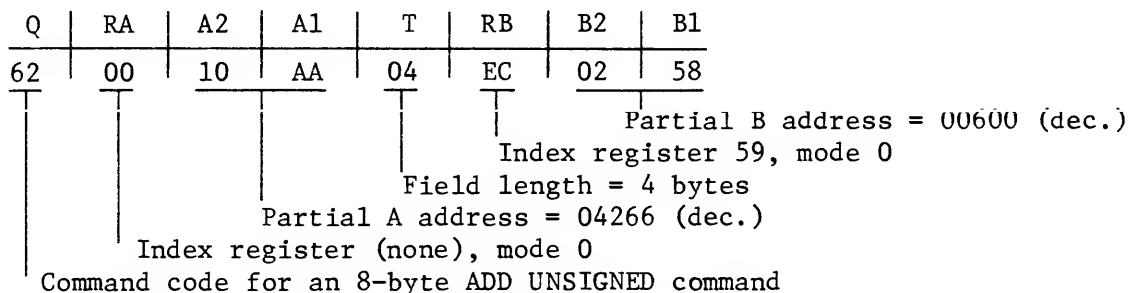 Q RA A2 A1 T RB B2 B1
62 00 10 AA 04 EC 02 58
Partial B address = 00600 (dec.)
Index register 59, mode 0
Field length = 4 bytes
Partial A address = 04266 (dec.)
Index register (none), mode 0
Command code for an 8-byte ADD UNSIGNED command